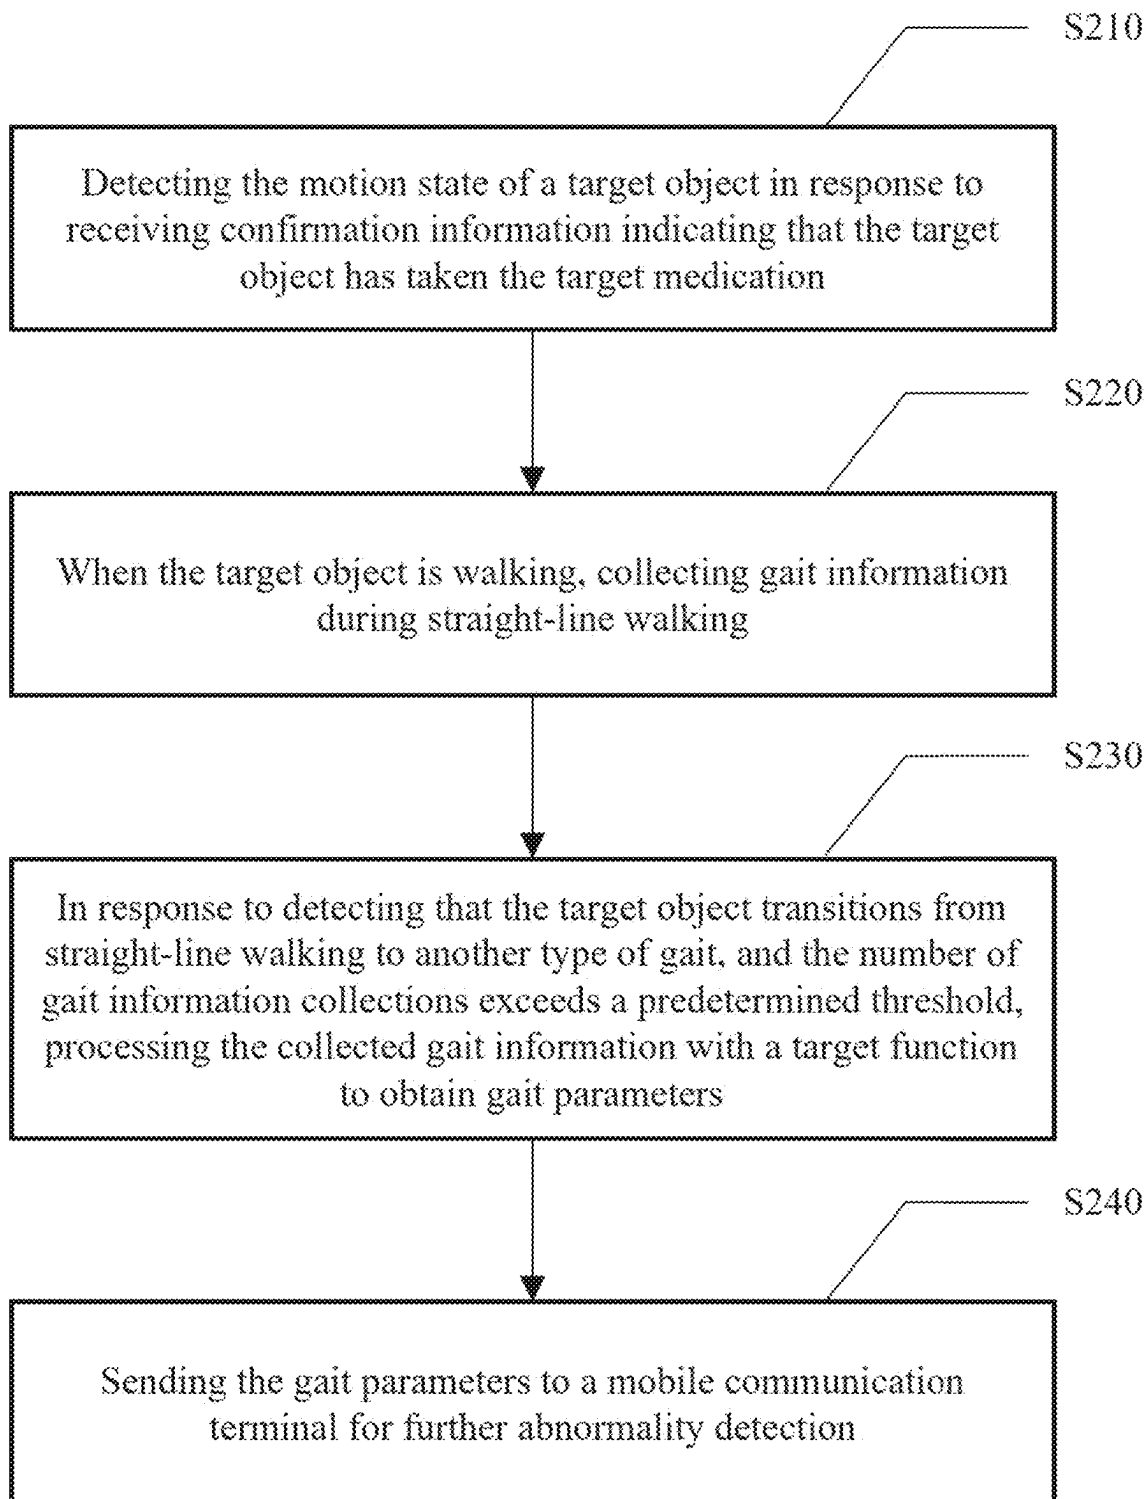 S210
Detecting the motion state of a target object in response to
receiving confirmation information indicating that the target
object has taken the target medication
S220
When the target object is walking, collecting gait information
during straight-line walking
S230
In response to detecting that the target object transitions from
straight-line walking to another type of gait, and the number of
gait information collections exceeds a predetermined threshold,
processing the collected gait information with a target function
to obtain gait parameters
S240
Sending the gait parameters to a mobile communication
terminal for further abnormality detection